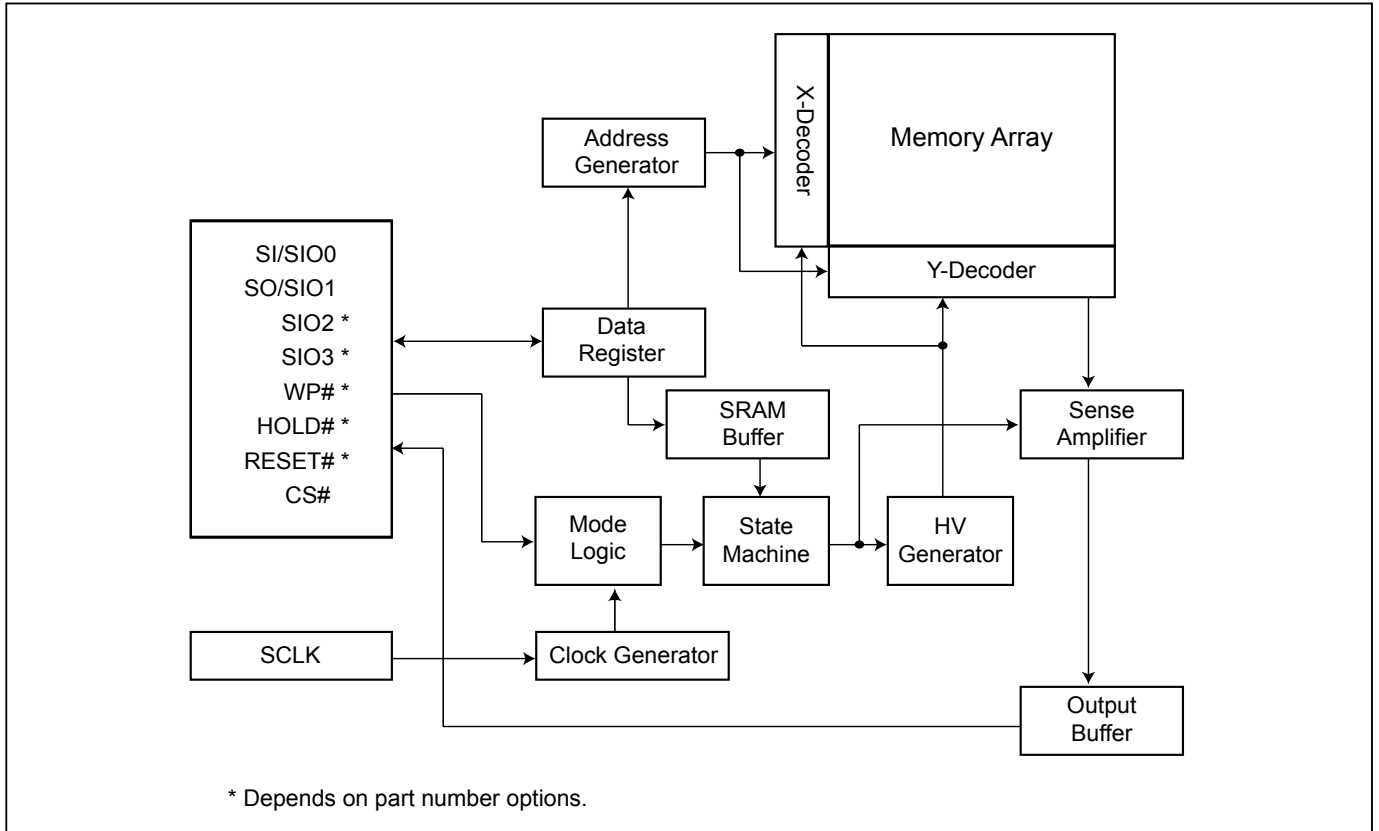 X-Decoder
Memory Array
Address
Generator
Y-Decoder
SI/SIO0
SO/SIO1
SIO2 *
SIO3 *
WP# *
HOLD# *
RESET# *
CS#
Data
Register
SRAM
Buffer
Sense
Amplifier
Mode
Logic
State
Machine
HV
Generator
SCLK
Clock Generator
Output
Buffer
* Depends on part number options.